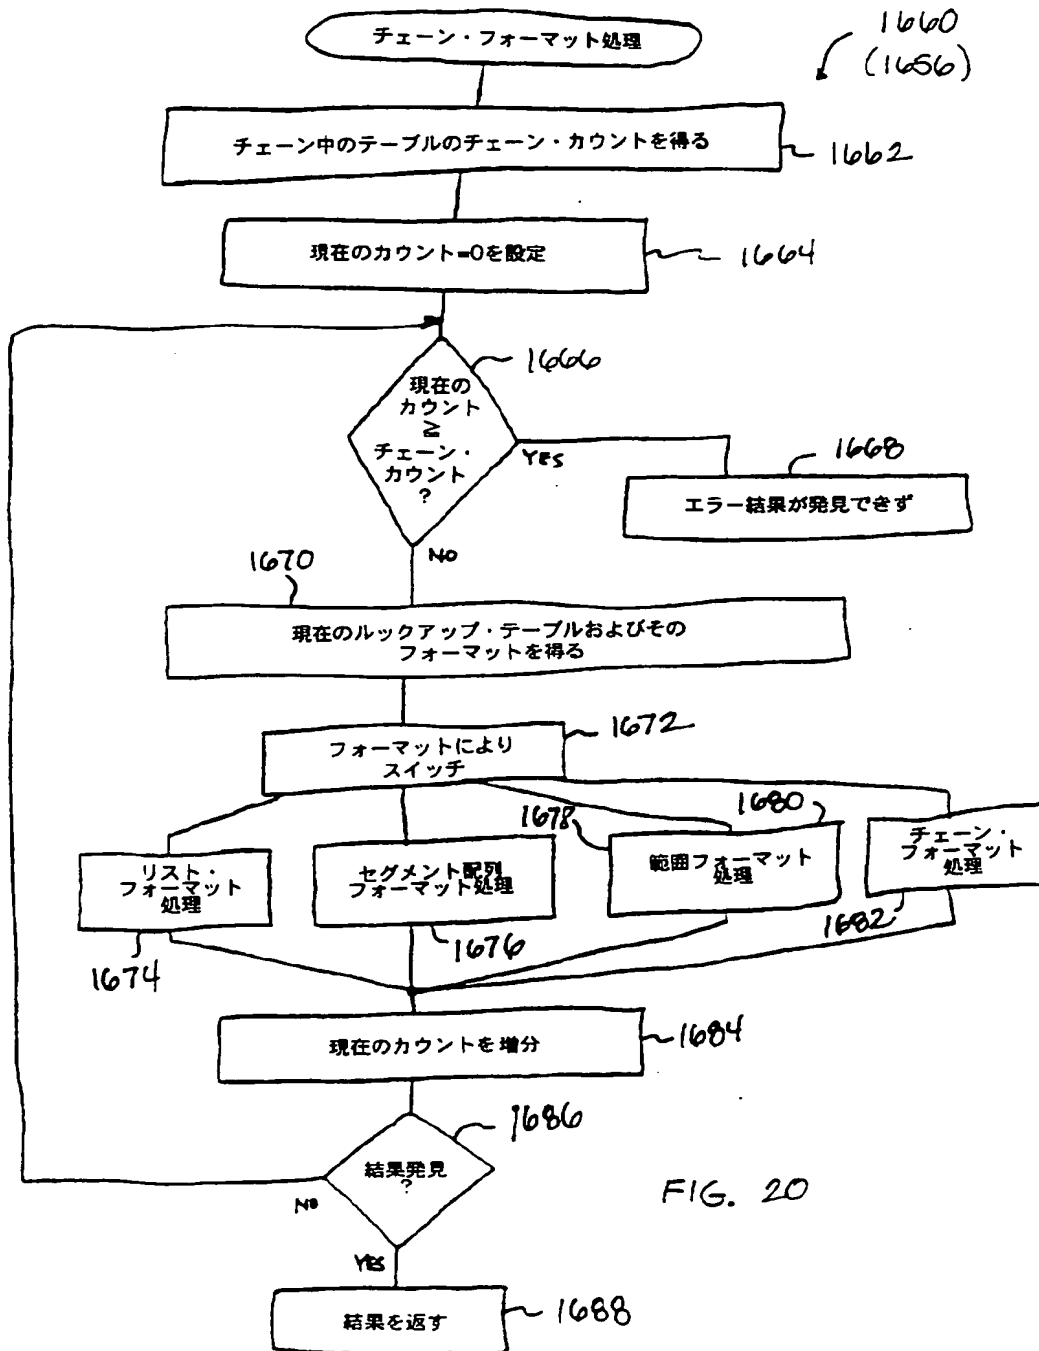 チェーン・フォーマット処理
1660
(1656)
チェーン中のテーブルのチェーン・カウントを得る
1662
現在のカウント=0を設定
1664
1666
現在の
カウント
≧
チェーン・
カウント
?
YES
1668
エラー結果が発見できず
NO
1670
現在のルックアップ・テーブルおよびその
フォーマットを得る
1672
フォーマットにより
スイッチ
1678
1680
リスト・
フォーマット
処理
セグメント配列
フォーマット処理
範囲フォーマット
処理
チェーン・
フォーマット
処理
1674
1676
1682
現在のカウントを増分
1684
1686
結果発見
?
NO
FIG. 20
YES
結果を返す
1688